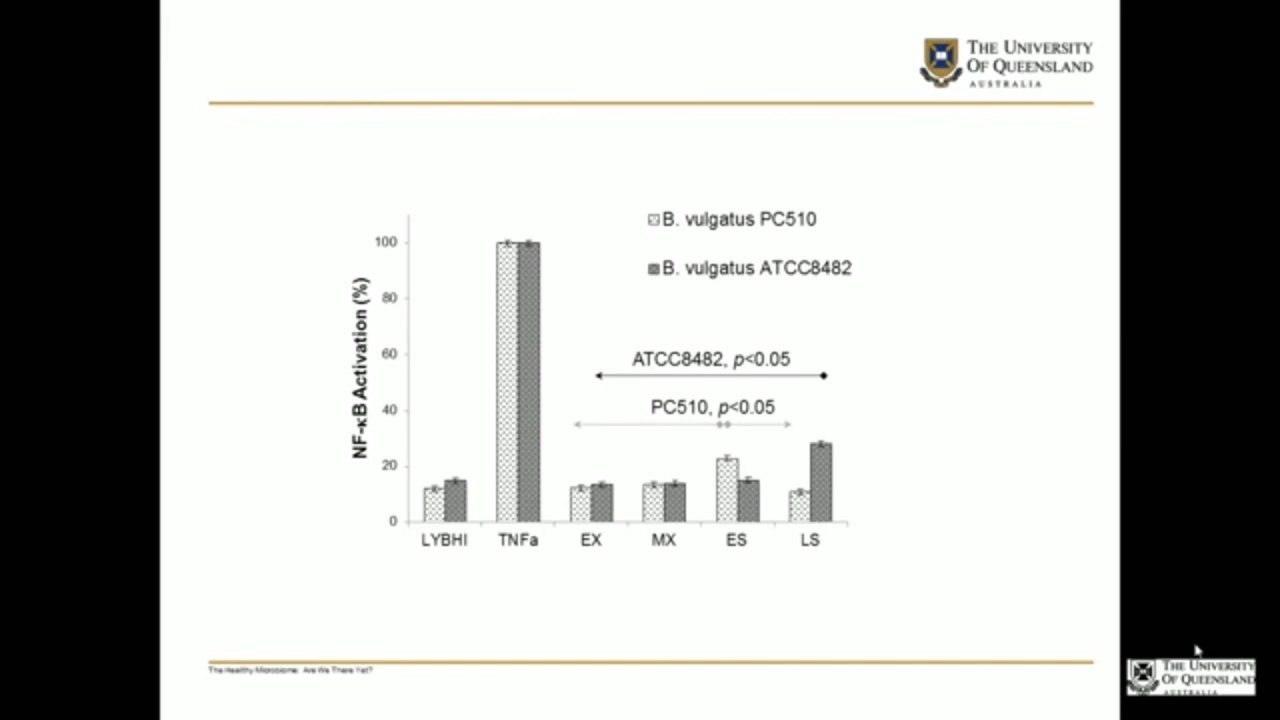 THE UNIVERSITY
OF QUEENSLAND
AUSTRALIA
B. vulgatus PC510
B. vulgatus ATCC8482
NF-κB Activation (%)
100
80
60
40
20
0
ATCC8482, p<0.05
PC510, p<0.05
LYBHI TNFa EX MX ES LS
The Healthy Microbiome: Are We There Yet?
THE UNIVERSITY
OF QUEENSLAND
AUSTRALIA